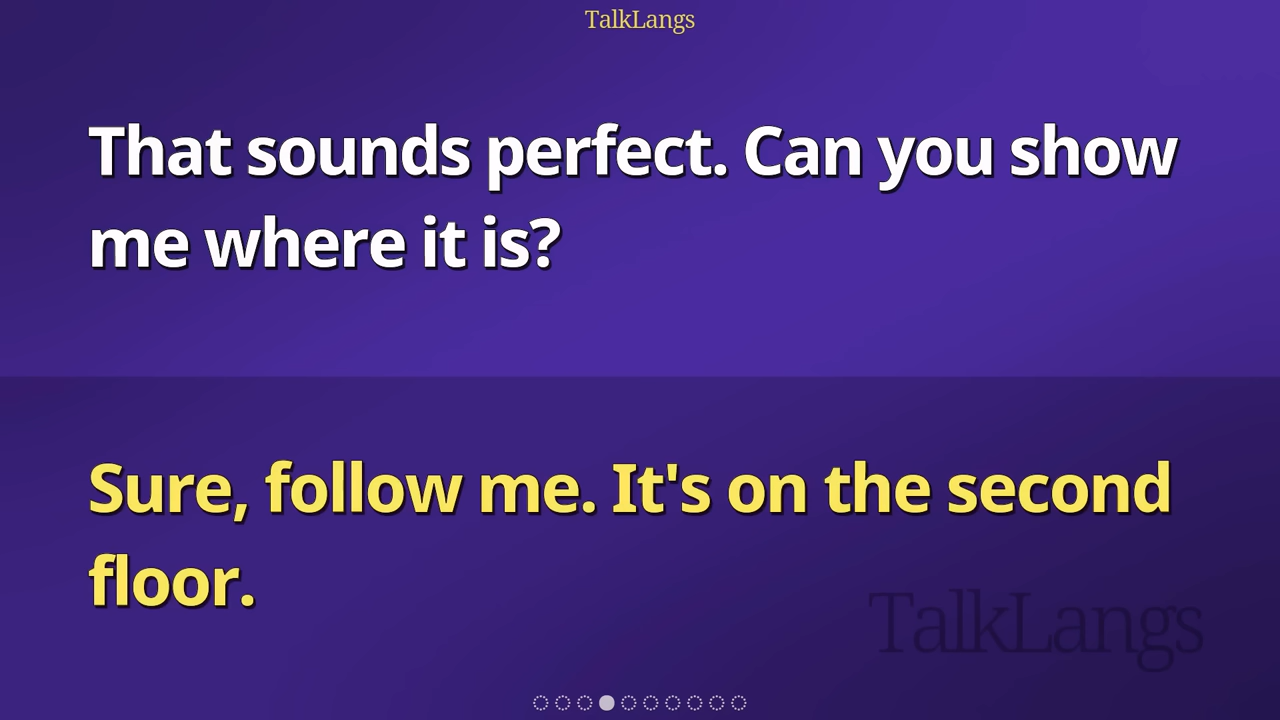 TalkLangs
That sounds perfect. Can you show
me where it is?
Sure, follow me. It's on the second
floor.
TalkLangs